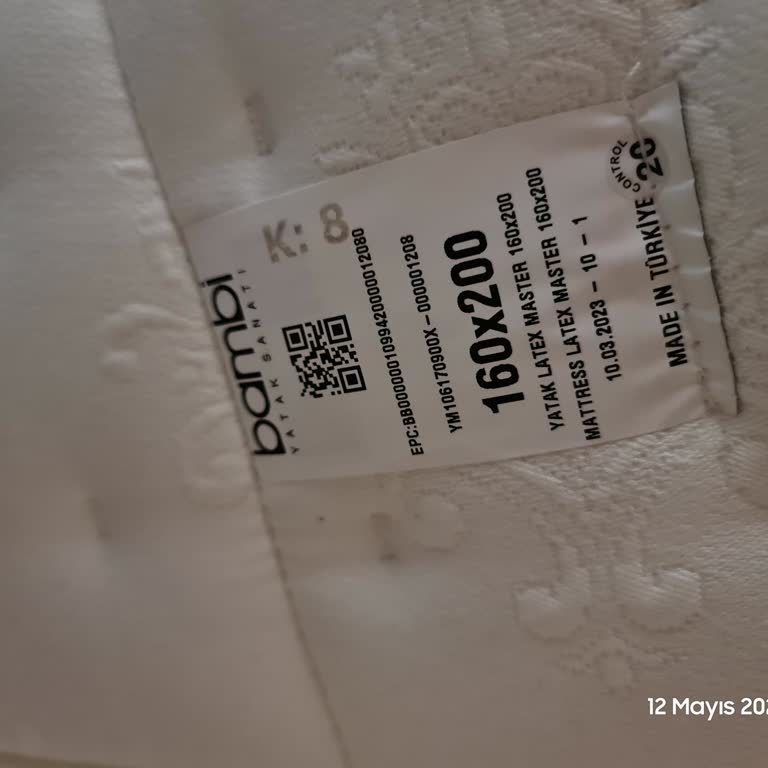 bambi
YATAK SANATI
K: 8
EPC:BB00000010994200000012080
YM106170900X – 000001208
160x200
YATAK LATEX MASTER 160x200
MATTRESS LATEX MASTER 160x200
10.03.2023 – 10 – 1
MADE IN TÜRKİYE
CONTROL
20
12 Mayıs